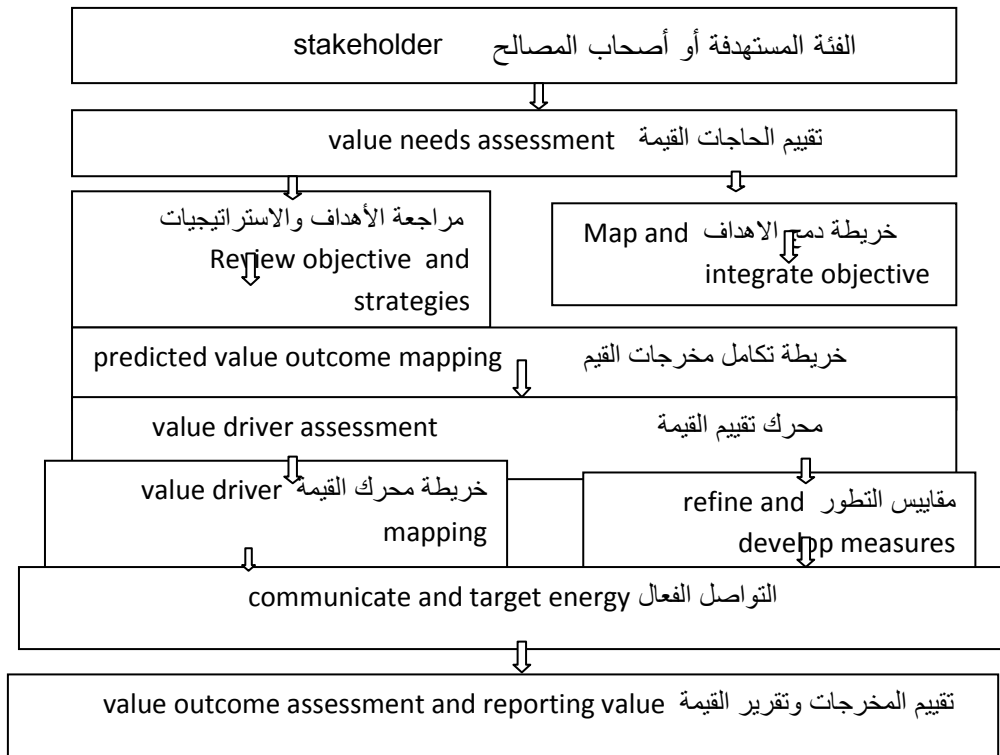 الفئة المستهدفة أو أصحاب المصالح stakeholder
تقييم الحاجات القيمة value needs assessment
مراجعة الأهداف والاستراتيجيات
Review objective and
strategies
خريطة دمج الاهداف Map and
integrate objective
خريطة تكامل مخرجات القيم predicted value outcome mapping
محرك تقييم القيمة value driver assessment
خريطة محرك القيمة value driver
mapping
مقاييس التطور refine and
develop measures
التواصل الفعال communicate and target energy
تقييم المخرجات وتقرير القيمة value outcome assessment and reporting value